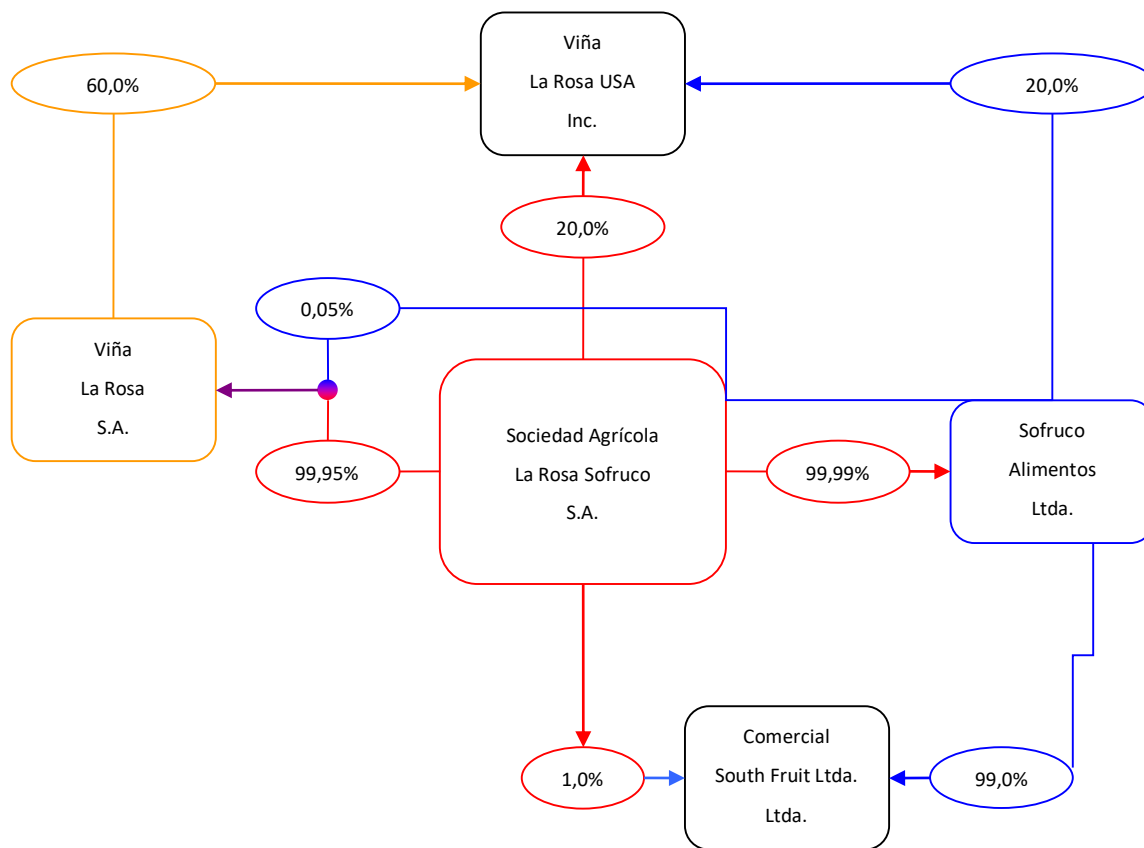 Viña
La Rosa USA
Inc.
60,0%
20,0%
20,0%
0,05%
Viña
La Rosa
S.A.
Sociedad Agrícola
La Rosa Sofruco
S.A.
99,95%
99,99%
Sofruco
Alimentos
Ltda.
1,0%
Comercial
South Fruit Ltda.
Ltda.
99,0%